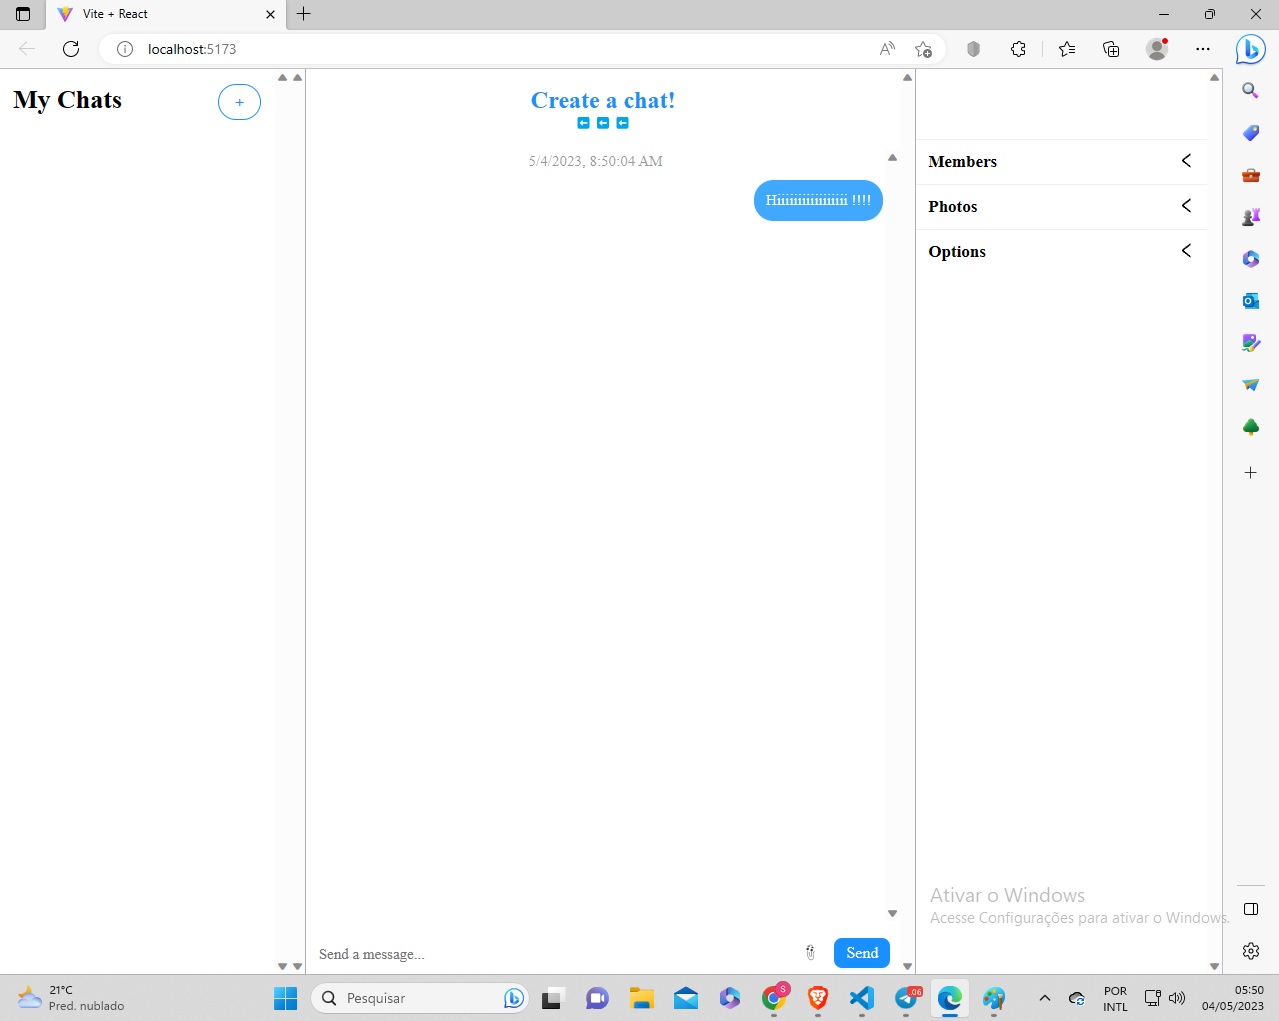 Vite + React
localhost:5173
My Chats
+
Create a chat!
5/4/2023, 8:50:04 AM
Hiiiiiiiiiiiiiiiii !!!!
Members
Photos
Options
Ativar o Windows
Acesse Configurações para ativar o Windows.
Send a message...
Send
21°C
Pred. nublado
Pesquisar
S
06
POR
INTL
05:50
04/05/2023